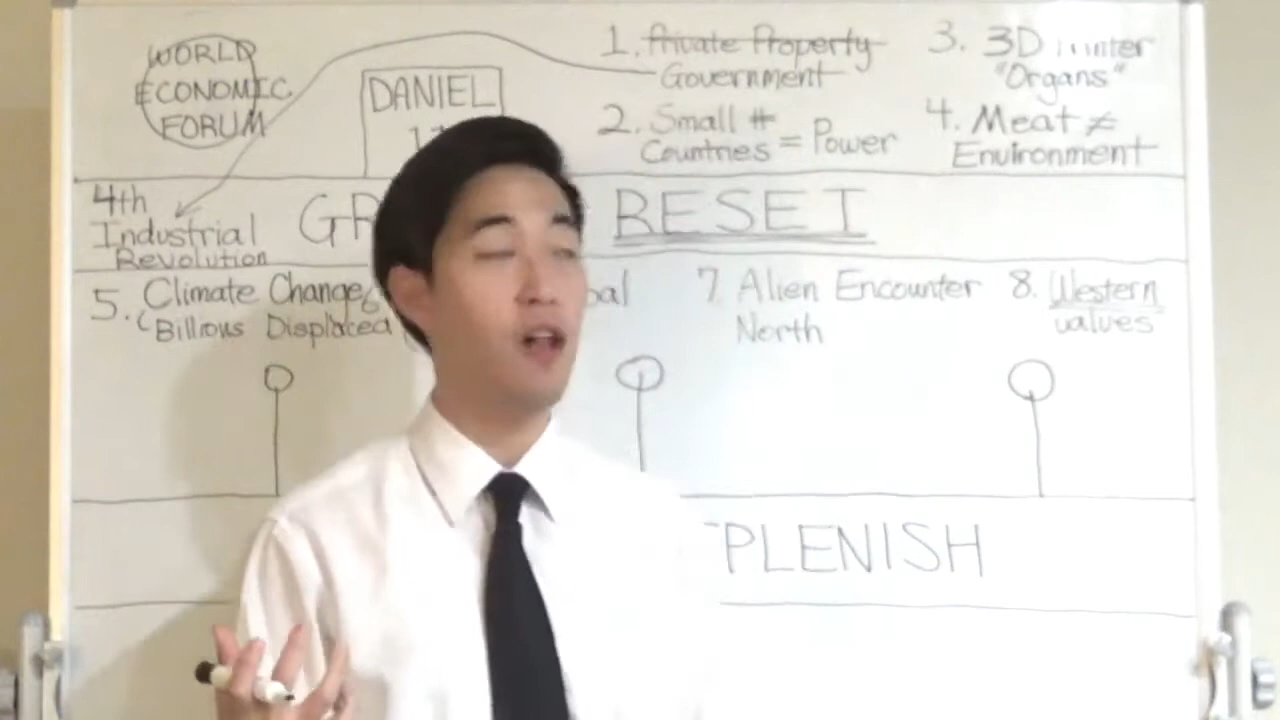 WORLD
ECONOMIC
FORUM
DANIEL
1. Private Property
Government
2. Small #
Countries = Power
3. 3D
"Organs"
4. Meat ≠
Environment
4th
Industrial
Revolution
RESET
5. Climate Change
(Billions Displaced
7. Alien Encounter
North
8. Western
values
PLENISH